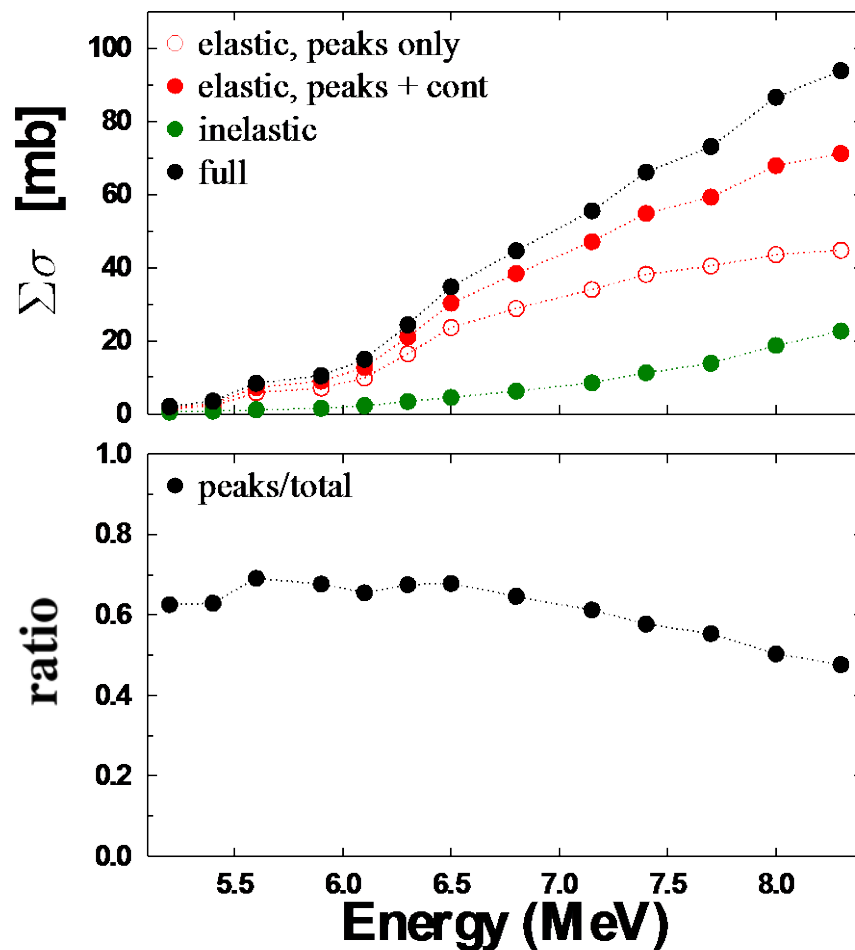 100
80
60
40
20
0
Σσ [mb]
elastic, peaks only
elastic, peaks + cont
inelastic
full
1.0
0.8
0.6
0.4
0.2
0.0
ratio
peaks/total
5.5 6.0 6.5 7.0 7.5 8.0
Energy (MeV)